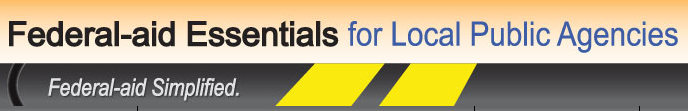 Federal-aid Essentials for Local Public Agencies
Federal-aid Simplified.